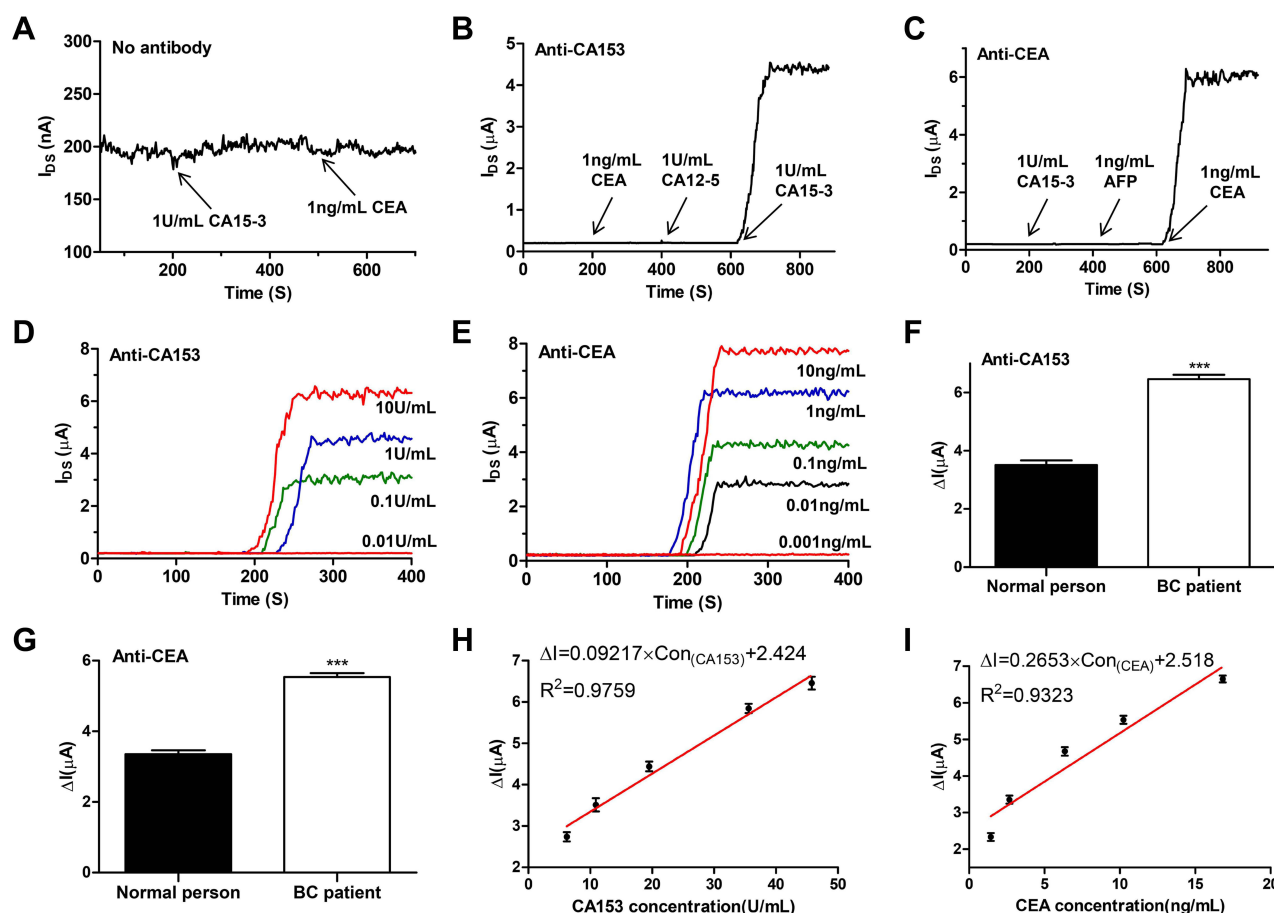 A
No antibody
300
250
200
150
100
I_DS (nA)
1U/mL CA15-3
1ng/mL CEA
200
400
600
Time (S)
B
Anti-CA153
5
4
3
2
1
0
I_DS (μA)
1ng/mL
CEA
1U/mL
CA12-5
1U/mL
CA15-3
0
200
400
600
800
Time (S)
C
Anti-CEA
6
4
2
0
I_DS (μA)
1U/mL
CA15-3
1ng/mL
AFP
1ng/mL
CEA
0
200
400
600
800
Time (S)
D
Anti-CA153
8
6
4
2
0
I_DS (μA)
10U/mL
1U/mL
0.1U/mL
0.01U/mL
0
100
200
300
400
Time (S)
E
Anti-CEA
8
6
4
2
0
I_DS (μA)
10ng/mL
1ng/mL
0.1ng/mL
0.01ng/mL
0.001ng/mL
0
100
200
300
400
Time (S)
F
Anti-CA153
8
6
4
2
0
ΔI(μA)
***
Normal person
BC patient
G
Anti-CEA
6
4
2
0
ΔI(μA)
***
Normal person
BC patient
H
ΔI=0.09217×Con(CA153)+2.424
R²=0.9759
7
6
5
4
3
2
ΔI(μA)
0
10
20
30
40
50
CA153 concentration(U/mL)
I
ΔI=0.2653×Con(CEA)+2.518
R²=0.9323
7
6
5
4
3
2
ΔI(μA)
0
5
10
15
20
CEA concentration(ng/mL)